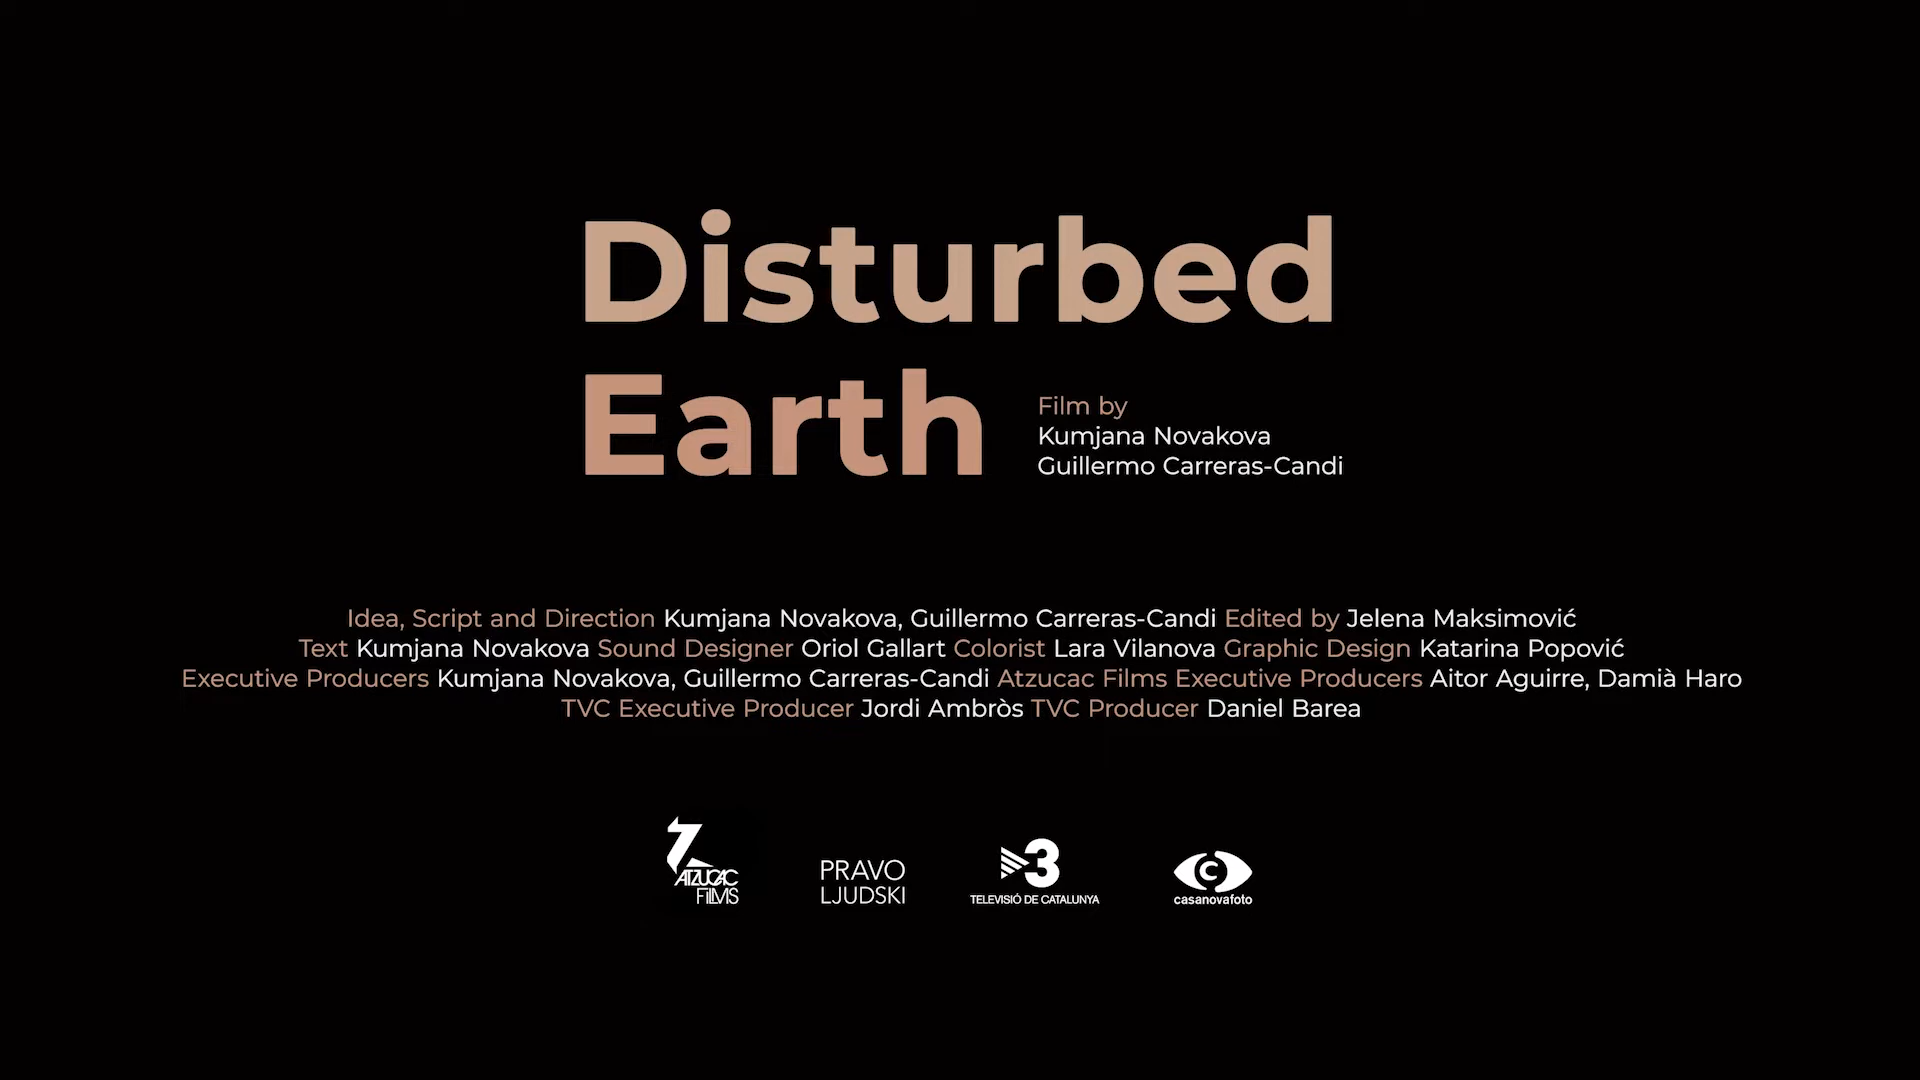 Disturbed
Earth
Film by
Kumjana Novakova
Guillermo Carreras-Candi
Idea, Script and Direction Kumjana Novakova, Guillermo Carreras-Candi Edited by Jelena Maksimović
Text Kumjana Novakova Sound Designer Oriol Gallart Colorist Lara Vilanova Graphic Design Katarina Popović
Executive Producers Kumjana Novakova, Guillermo Carreras-Candi Atzucac Films Executive Producers Aitor Aguirre, Damià Haro
TVC Executive Producer Jordi Ambròs TVC Producer Daniel Barea
ATZUCAC
FILMS
PRAVO
LJUDSKI
3
TELEVISIÓ DE CATALUNYA
C
casanovafoto